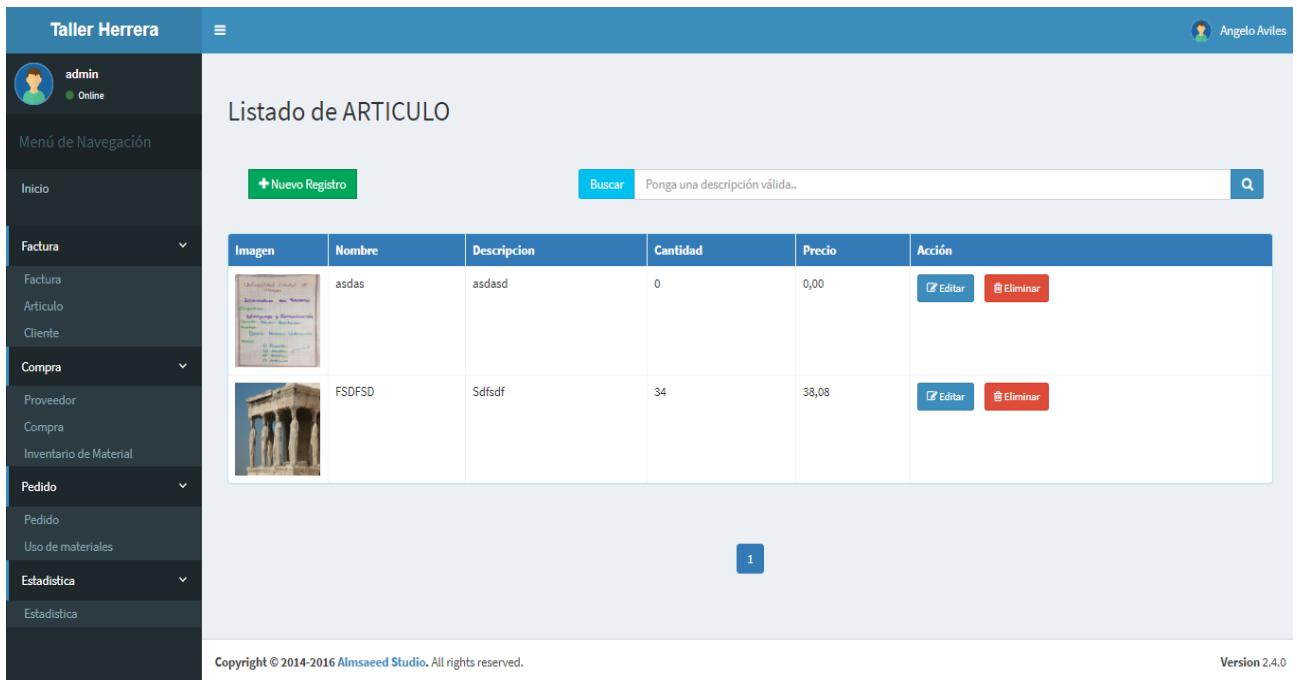 Taller Herrera
Angelo Aviles
admin
Online
Menú de Navegación
Inicio
Factura
Factura
Articulo
Cliente
Compra
Proveedor
Compra
Inventario de Material
Pedido
Pedido
Uso de materiales
Estadistica
Estadistica
Listado de ARTICULO
Nuevo Registro
Buscar Ponga una descripción válida..
Imagen Nombre Descripcion Cantidad Precio Acción
asdas asdasd 0 0,00 Editar Eliminar
FSDFSD Sdfsdf 34 38,08 Editar Eliminar
1
Copyright © 2014-2016 Almsaeed Studio. All rights reserved.
Version 2.4.0